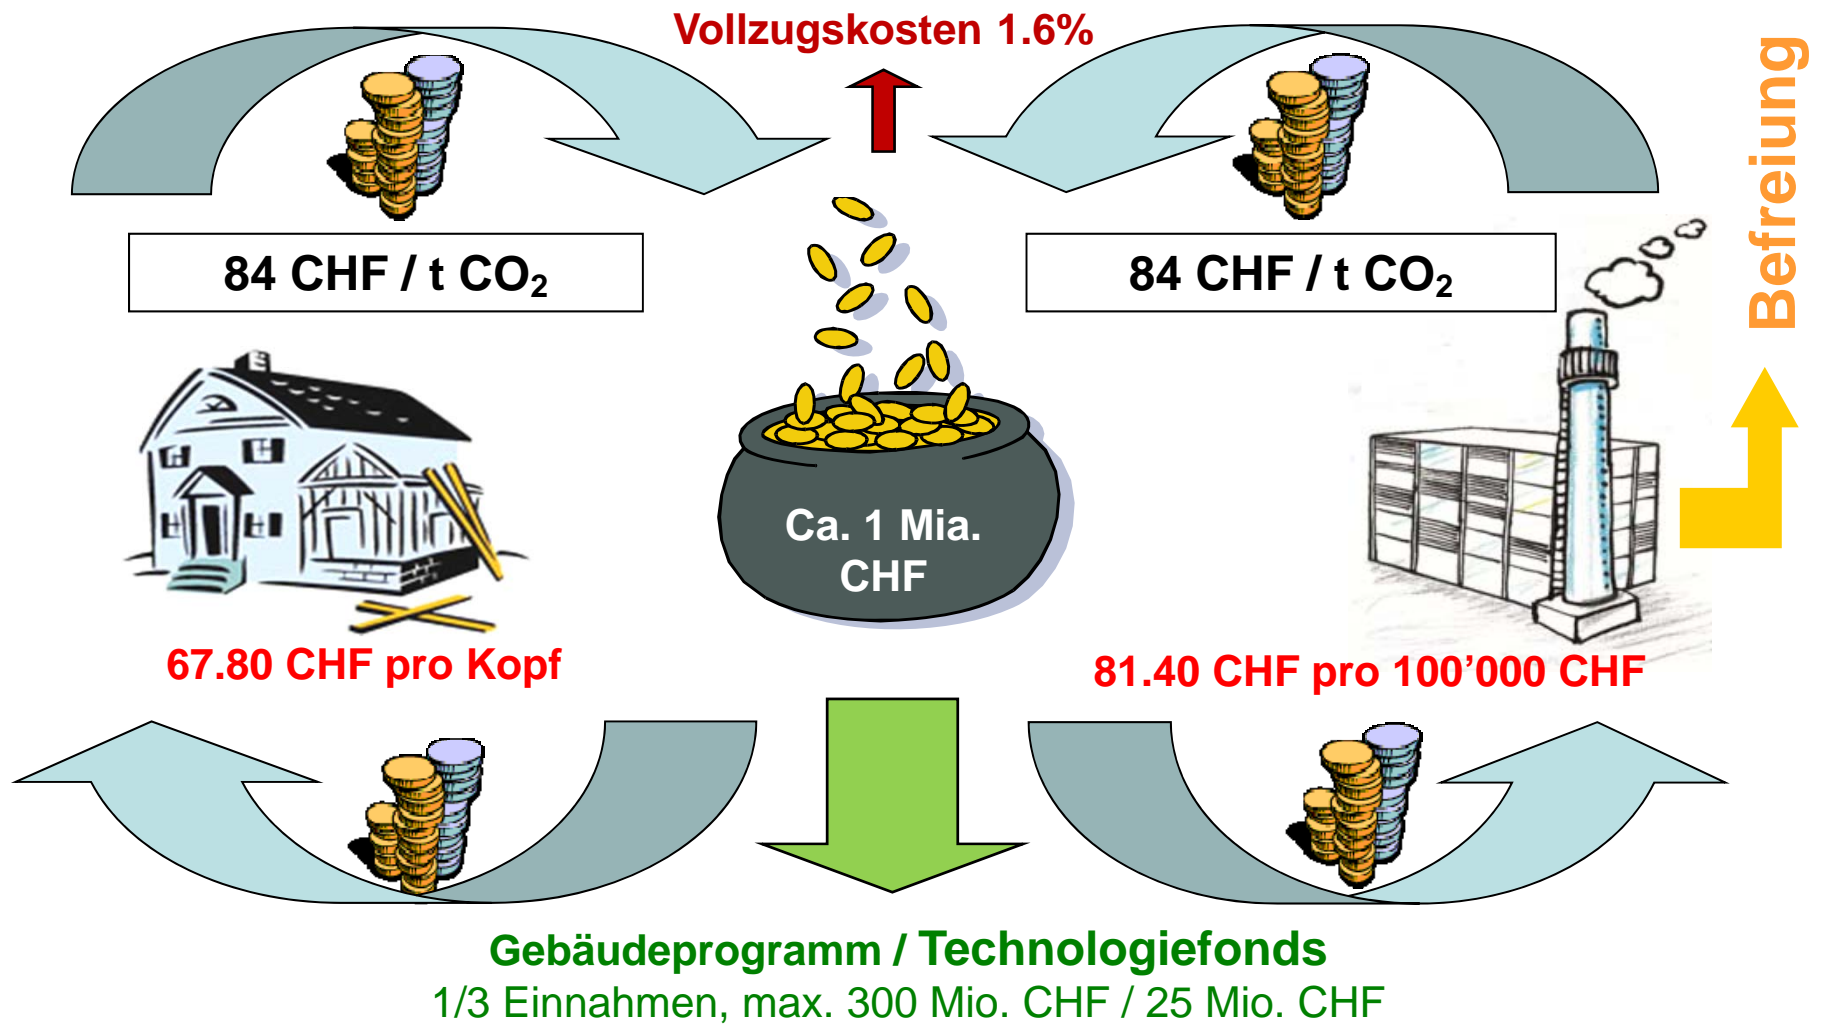 Vollzugskosten 1.6%
Befreiung
84 CHF / t CO₂
84 CHF / t CO₂
Ca. 1 Mia.
CHF
67.80 CHF pro Kopf
81.40 CHF pro 100’000 CHF
Gebäudeprogramm / Technologiefonds
1/3 Einnahmen, max. 300 Mio. CHF / 25 Mio. CHF